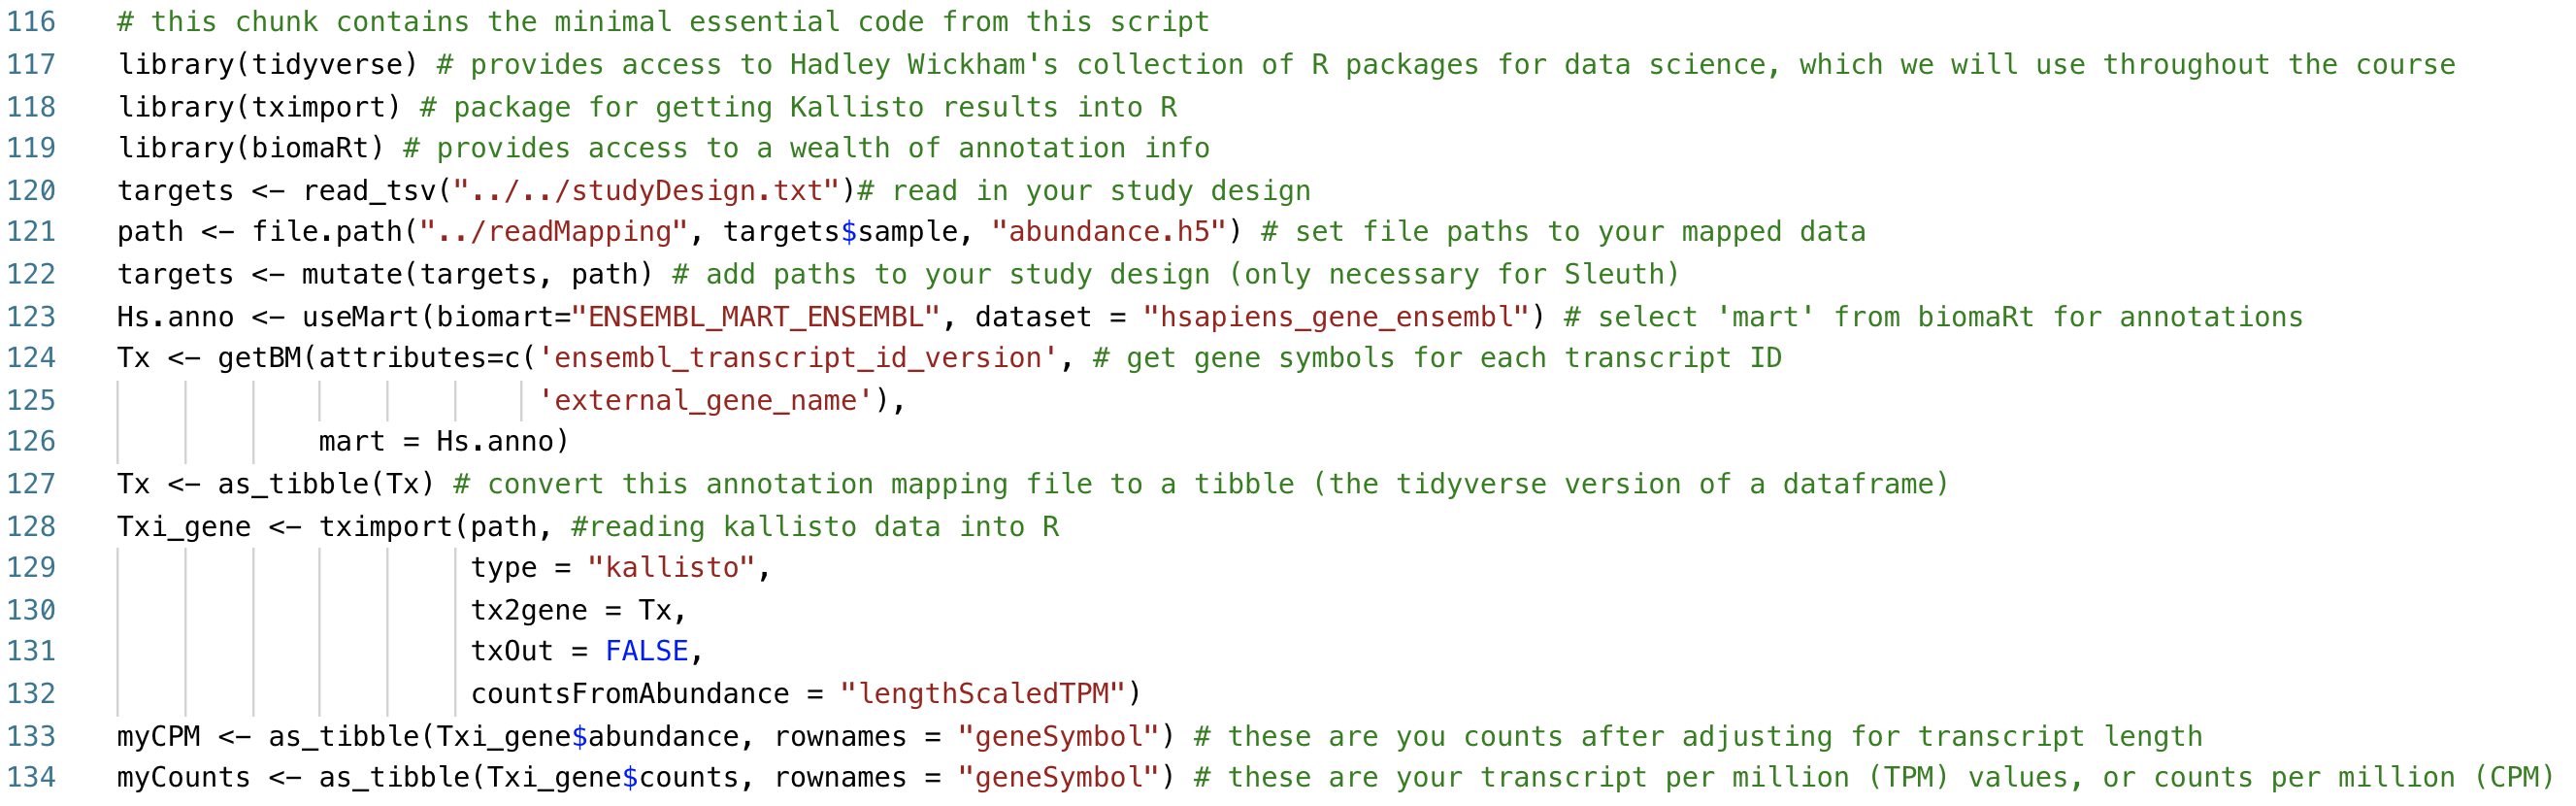 116 # this chunk contains the minimal essential code from this script
117 library(tidyverse) # provides access to Hadley Wickham's collection of R packages for data science, which we will use throughout the course
118 library(tximport) # package for getting Kallisto results into R
119 library(biomaRt) # provides access to a wealth of annotation info
120 targets <- read_tsv("../../studyDesign.txt")# read in your study design
121 path <- file.path("../readMapping", targets$sample, "abundance.h5") # set file paths to your mapped data
122 targets <- mutate(targets, path) # add paths to your study design (only necessary for Sleuth)
123 Hs.anno <- useMart(biomart="ENSEMBL_MART_ENSEMBL", dataset = "hsapiens_gene_ensembl") # select 'mart' from biomaRt for annotations
124 Tx <- getBM(attributes=c('ensembl_transcript_id_version', # get gene symbols for each transcript ID
125 'external_gene_name'),
126 mart = Hs.anno)
127 Tx <- as_tibble(Tx) # convert this annotation mapping file to a tibble (the tidyverse version of a dataframe)
128 Txi_gene <- tximport(path, #reading kallisto data into R
129 type = "kallisto",
130 tx2gene = Tx,
131 txOut = FALSE,
132 countsFromAbundance = "lengthScaledTPM")
133 myCPM <- as_tibble(Txi_gene$abundance, rownames = "geneSymbol") # these are you counts after adjusting for transcript length
134 myCounts <- as_tibble(Txi_gene$counts, rownames = "geneSymbol") # these are your transcript per million (TPM) values, or counts per million (CPM)